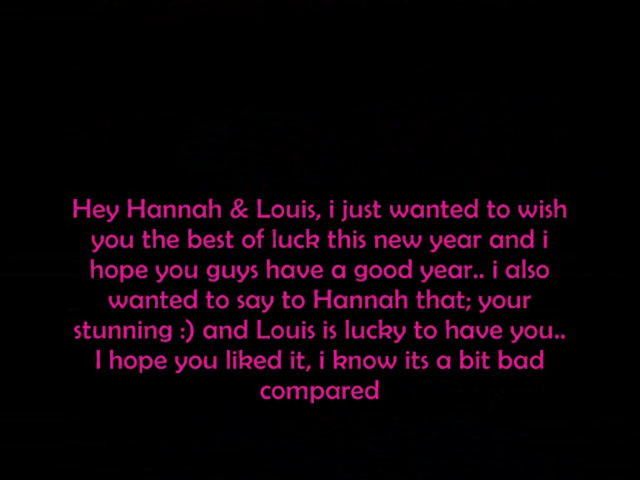 Hey Hannah & Louis, i just wanted to wish
you the best of luck this new year and i
hope you guys have a good year.. i also
wanted to say to Hannah that; your
stunning :) and Louis is lucky to have you..
I hope you liked it, i know its a bit bad
compared